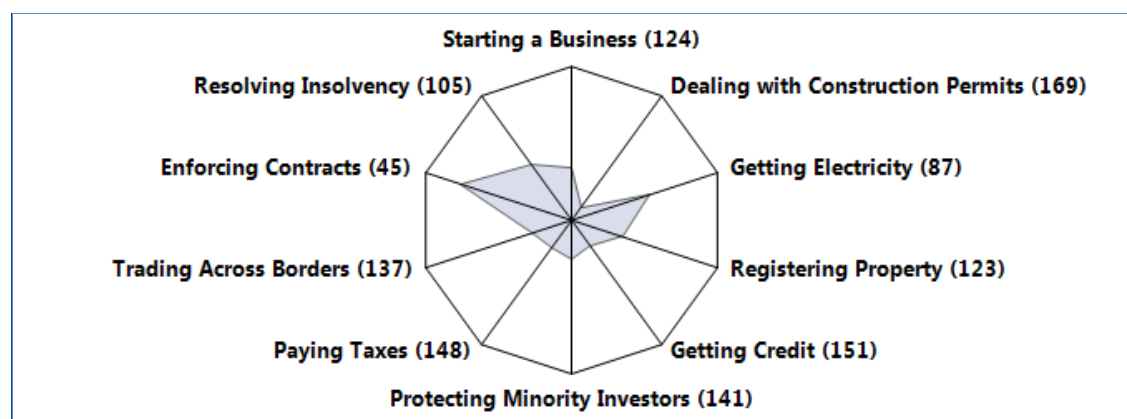 Starting a Business (124)
Resolving Insolvency (105)
Dealing with Construction Permits (169)
Enforcing Contracts (45)
Getting Electricity (87)
Trading Across Borders (137)
Registering Property (123)
Paying Taxes (148)
Getting Credit (151)
Protecting Minority Investors (141)